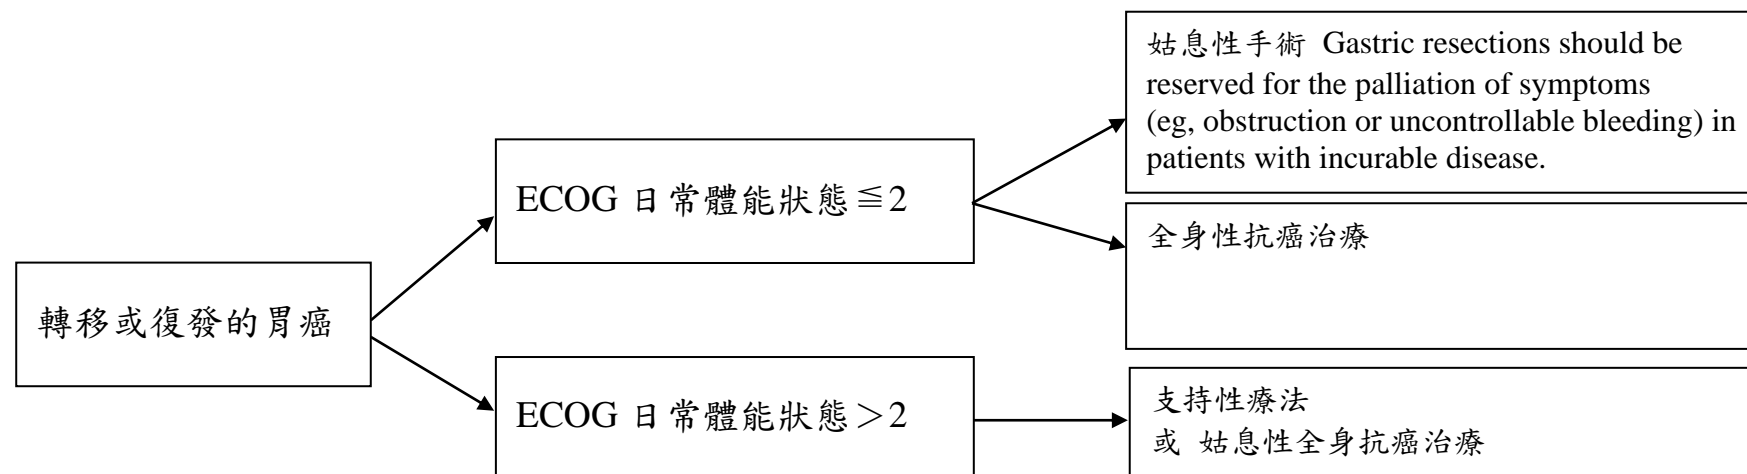 轉移或復發的胃癌
ECOG 日常體能狀態≦2
姑息性手術 Gastric resections should be
reserved for the palliation of symptoms
(eg, obstruction or uncontrollable bleeding) in
patients with incurable disease.
全身性抗癌治療
ECOG 日常體能狀態＞2
支持性療法
或 姑息性全身抗癌治療